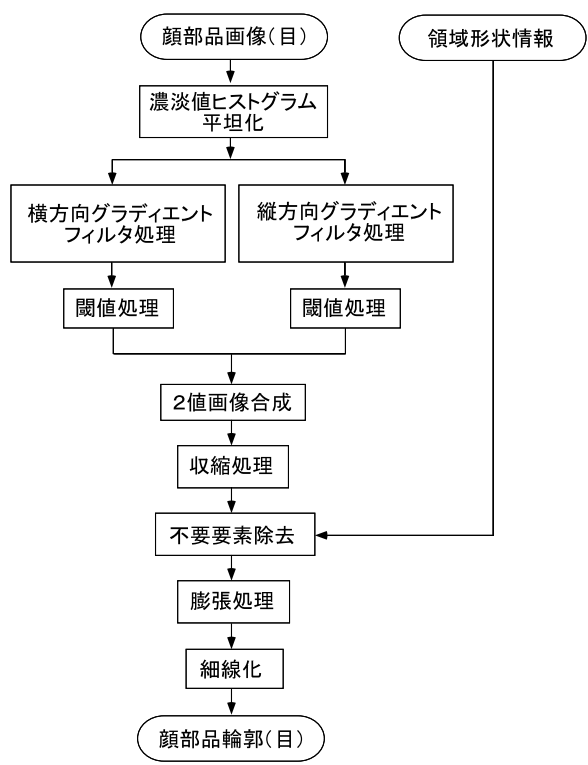 顔部品画像(目)
領域形状情報
濃淡値ヒストグラム
平坦化
横方向グラディエント
フィルタ処理
縦方向グラディエント
フィルタ処理
閾値処理
閾値処理
2値画像合成
収縮処理
不要要素除去
膨張処理
細線化
顔部品輪郭(目)